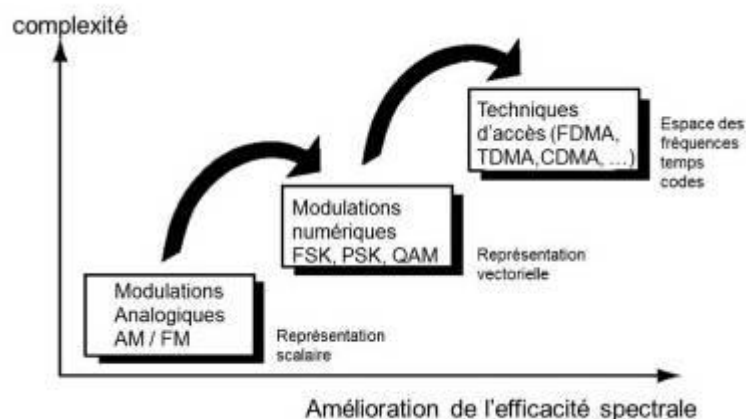 complexité
Techniques
d'accès (FDMA,
TDMA,CDMA, ...)
Espace des
fréquences
temps
codes
Modulations
numériques
FSK, PSK, QAM
Représentation
vectorielle
Modulations
Analogiques
AM / FM
Représentation
scalaire
Amélioration de l'efficacité spectrale